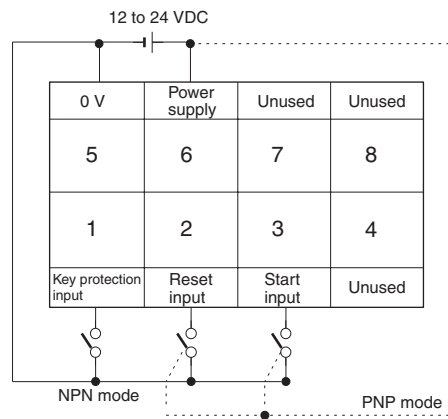 12 to 24 VDC
0 V
Power
supply
Unused
Unused
5
6
7
8
1
2
3
4
Key protection
input
Reset
input
Start
input
Unused
NPN mode
PNP mode